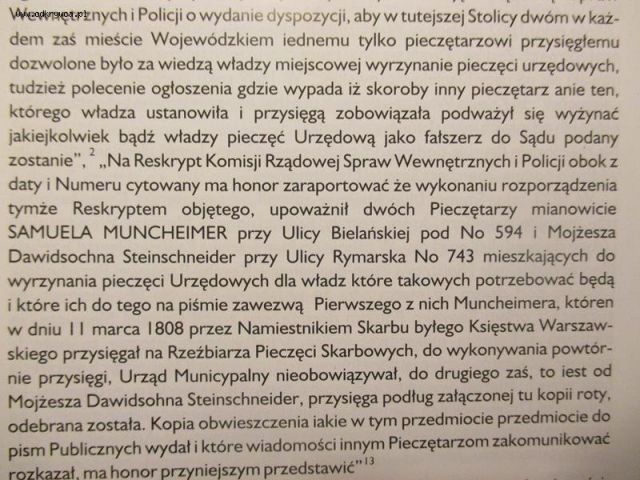 www.odkrywca.pl
Wewnętrznych i Policji o wydanie dyspozycji, aby w tutejszej Stolicy dwóm w każ-
dem zaś mieście Wojewódzkiem iednemu tylko pieczętarzowi przysięgłemu
dozwolone było za wiedzą władzy miejscowej wyrzynanie pieczęci urzędowych,
tudzież polecenie ogłoszenia gdzie wypada iż skoroby inny pieczętarz anie ten,
którego władza ustanowiła i przysięgą zobowiązała podważył się wyżynać
jakiejkolwiek bądź władzy pieczęć Urzędową jako fałszerz do Sądu podany
zostanie”, 2 „Na Reskrypt Komisji Rządowej Spraw Wewnętrznych i Policji obok z
daty i Numeru cytowany ma honor zaraportować że wykonaniu rozporządzenia
tymże Reskryptem objętego, upoważnił dwóch Pieczętarzy mianowicie
SAMUELA MUNCHEIMER przy Ulicy Bielańskiej pod No 594 i Mojżesza
Dawidsochna Steinschneider przy Ulicy Rymarska No 743 mieszkających do
wyrzynania pieczęci Urzędowych dla władz które takowych potrzebować będą
i które ich do tego na piśmie zawezwą Pierwszego z nich Muncheimera, któren
w dniu 11 marca 1808 przez Namiestnikiem Skarbu byłego Księstwa Warszaw-
skiego przysięgał na Rzeźbiarza Pieczęci Skarbowych, do wykonywania powtór-
nie przysięgi, Urząd Municypalny nieobowiązywał, do drugiego zaś, to iest od
Mojżesza Dawidsohna Steinschneider, przysięga podług załączonej tu kopii roty,
odebrana została. Kopia obwieszczenia iakie w tym przedmiocie przedmiocie do
pism Publicznych wydał i które wiadomości innym Pieczętarzom zakomunikować
rozkazał, ma honor przyniejszym przedstawić” 13